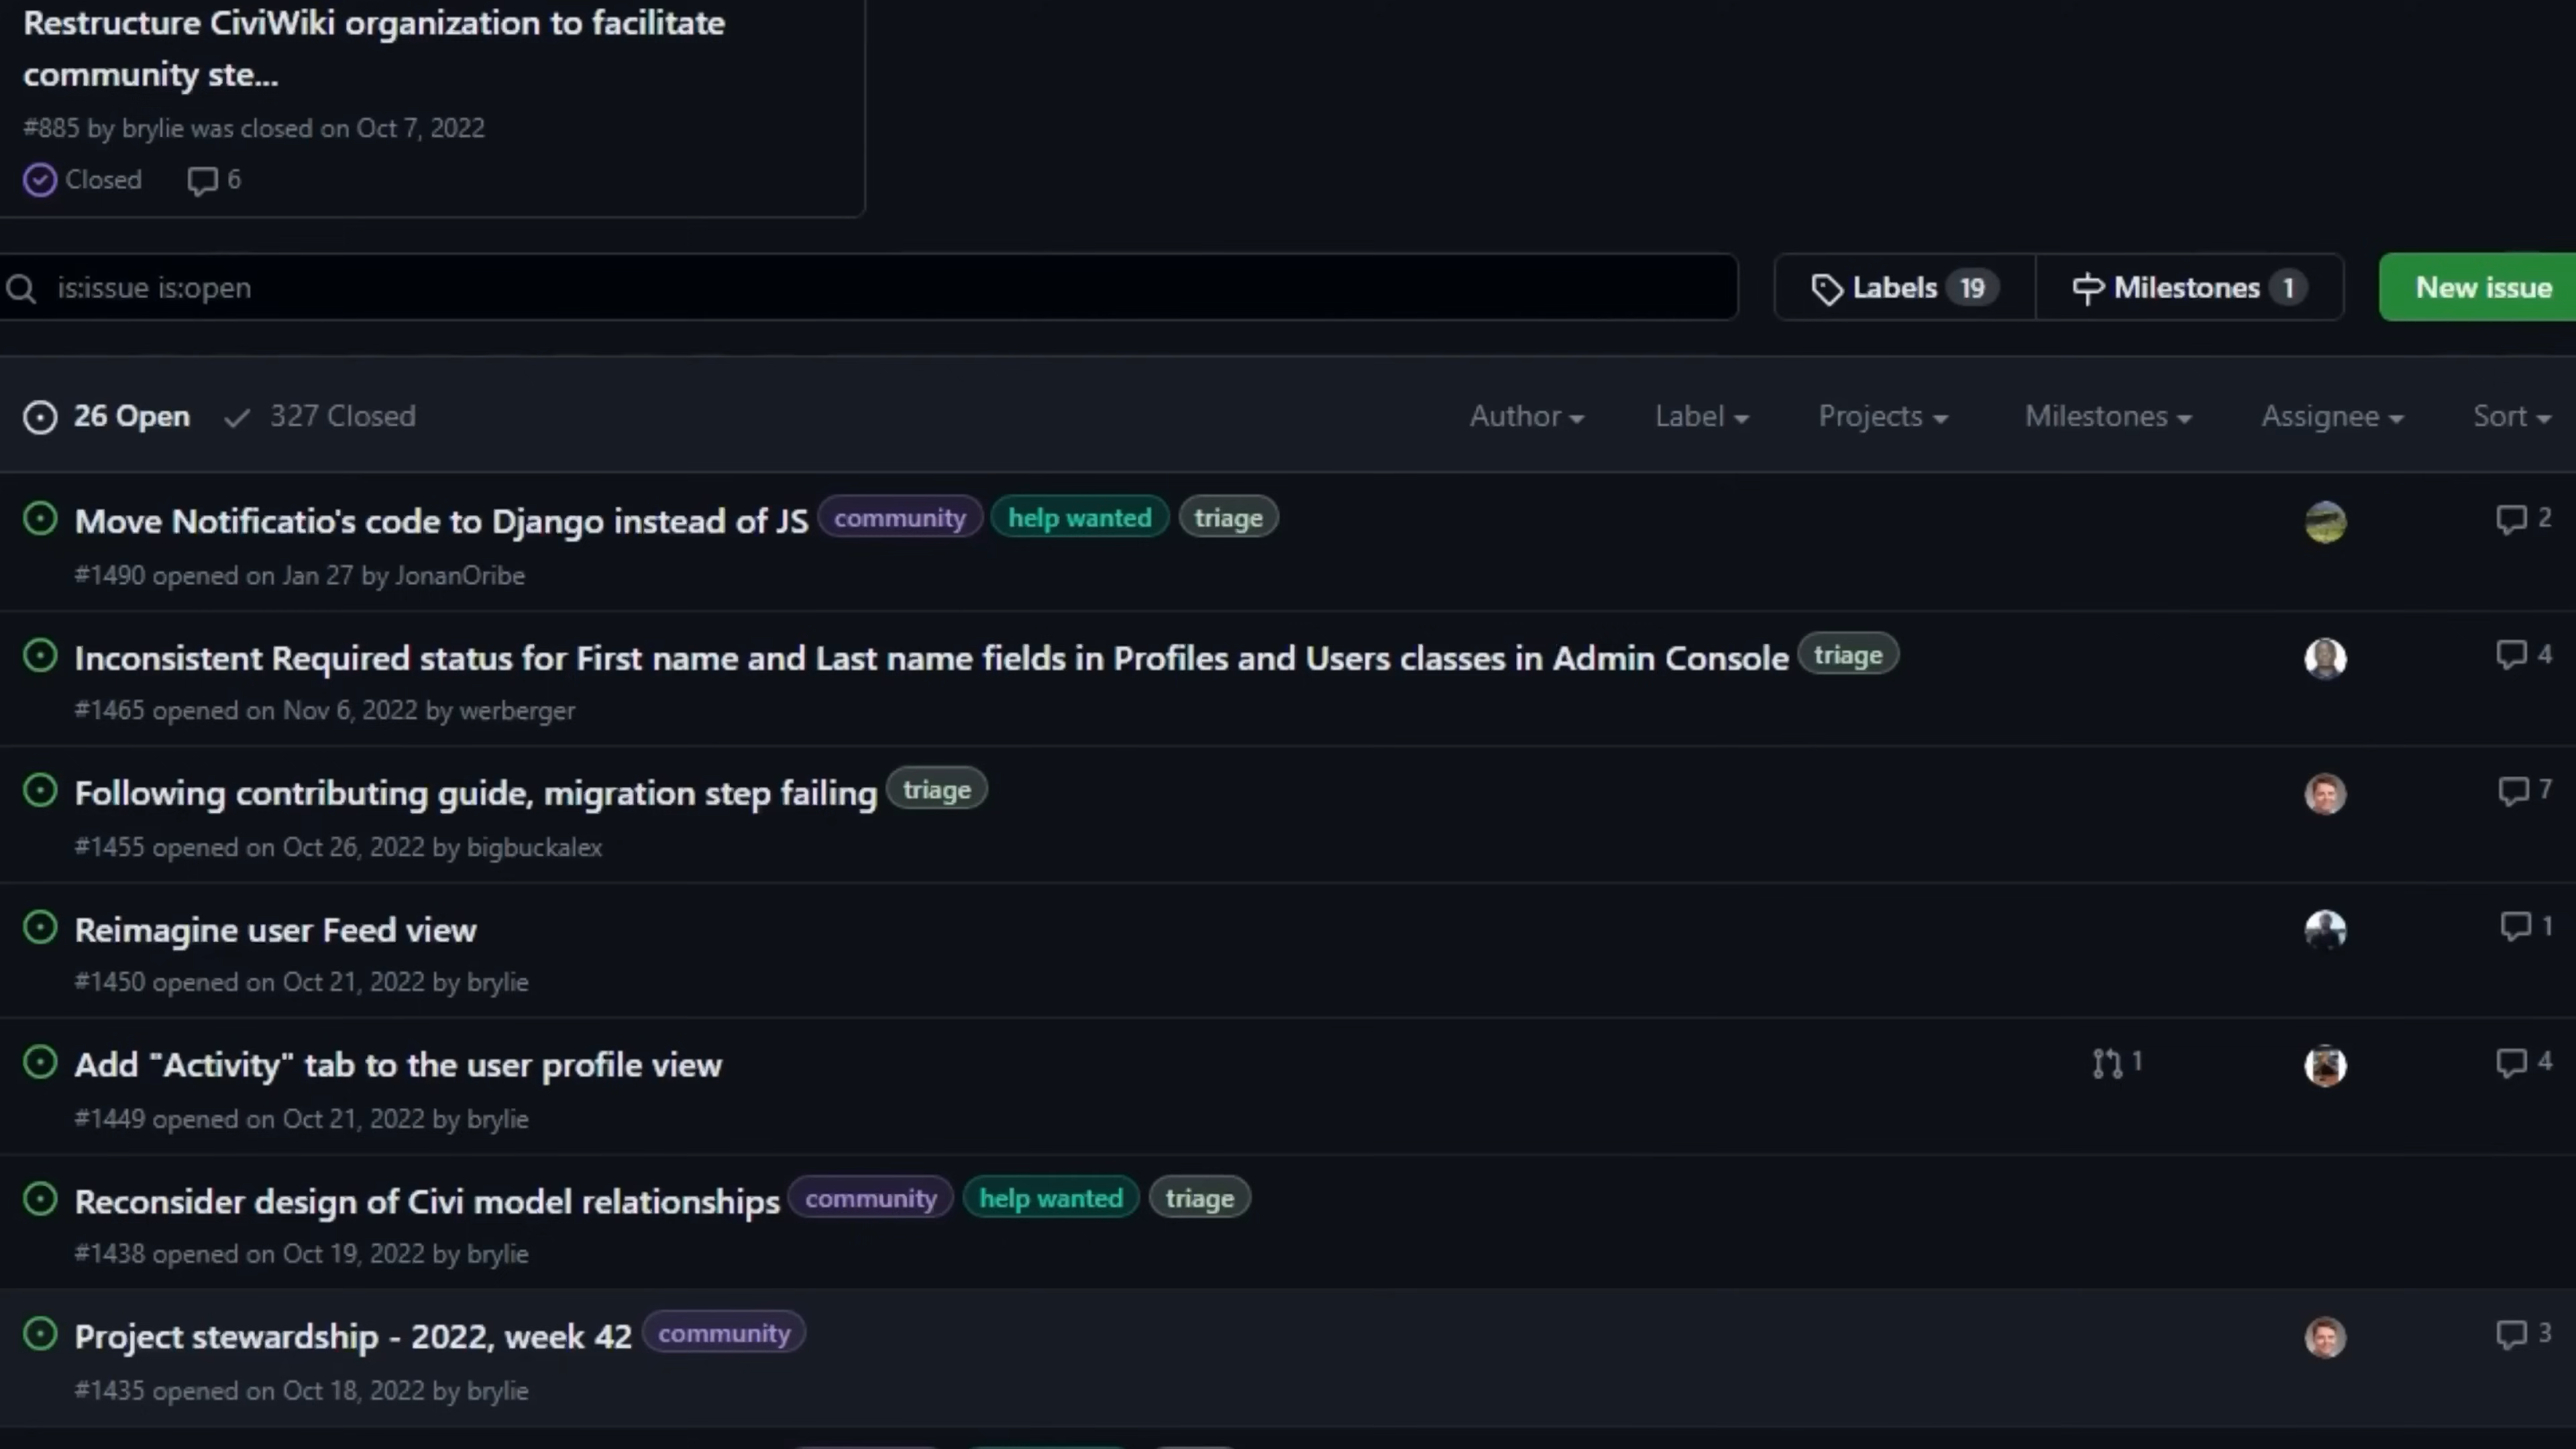 Restructure CiviWiki organization to facilitate
community ste...
#885 by brylie was closed on Oct 7, 2022
Closed 6
is:issue is:open
Labels 19 Milestones 1 New issue
26 Open 327 Closed Author Label Projects Milestones Assignee Sort
Move Notificatio's code to Django instead of JS community help wanted triage 2
#1490 opened on Jan 27 by JonanOribe
Inconsistent Required status for First name and Last name fields in Profiles and Users classes in Admin Console triage 4
#1465 opened on Nov 6, 2022 by werberger
Following contributing guide, migration step failing triage 7
#1455 opened on Oct 26, 2022 by bigbuckalex
Reimagine user Feed view 1
#1450 opened on Oct 21, 2022 by brylie
Add "Activity" tab to the user profile view 1 4
#1449 opened on Oct 21, 2022 by brylie
Reconsider design of Civi model relationships community help wanted triage
#1438 opened on Oct 19, 2022 by brylie
Project stewardship - 2022, week 42 community 3
#1435 opened on Oct 18, 2022 by brylie